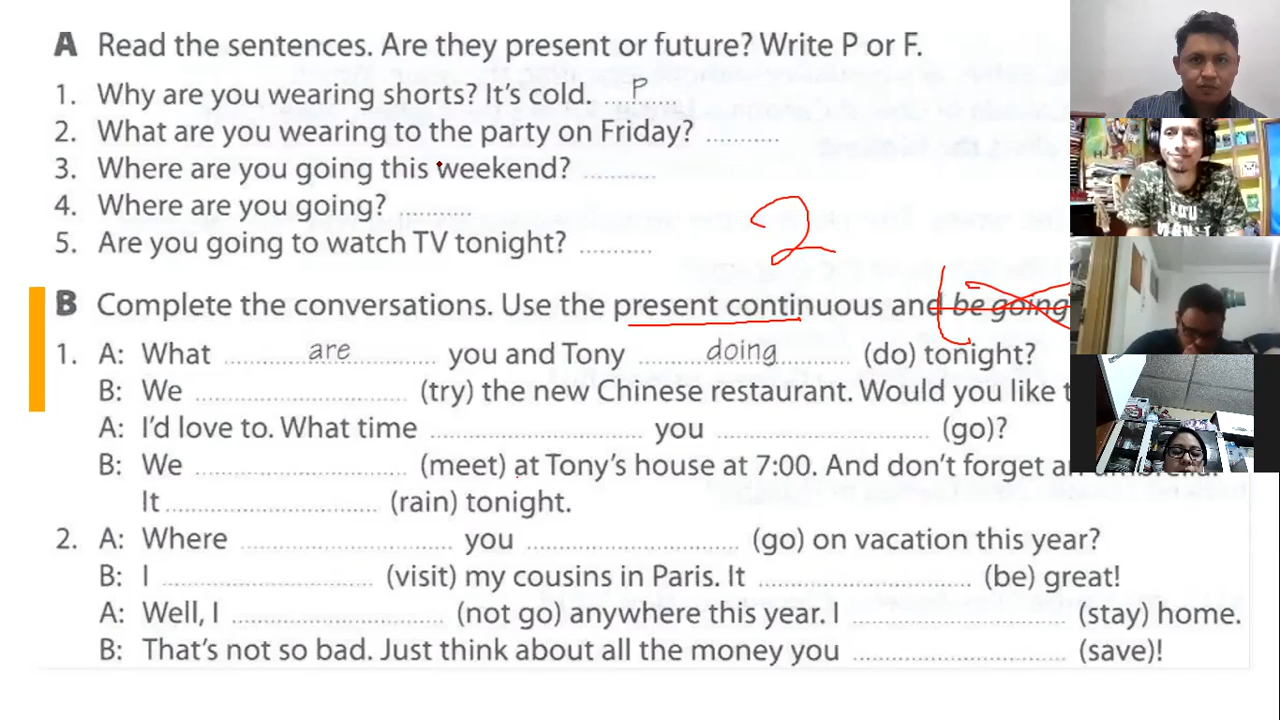 A Read the sentences. Are they present or future? Write P or F.
1. Why are you wearing shorts? It's cold. P
2. What are you wearing to the party on Friday? ..........
3. Where are you going this weekend? ..........
4. Where are you going?
5. Are you going to watch TV tonight? ..........
2
B Complete the conversations. Use the present continuous and be going
1. A: What .......... are .......... you and Tony .......... doing .......... (do) tonight?
B: We .......... (try) the new Chinese restaurant. Would you like
A: I'd love to. What time .......... you .......... (go)?
B: We .......... (meet) at Tony's house at 7:00. And don't forget
It .......... (rain) tonight.
2. A: Where .......... you .......... (go) on vacation this year?
B: I .......... (visit) my cousins in Paris. It .......... (be) great!
A: Well, I .......... (not go) anywhere this year. I .......... (stay) home.
B: That's not so bad. Just think about all the money you .......... (save)!